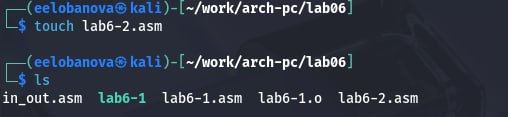 ┌──(eelobanova㉿kali)-[~/work/arch-pc/lab06]
└─$ touch lab6-2.asm
┌──(eelobanova㉿kali)-[~/work/arch-pc/lab06]
└─$ ls
in_out.asm  lab6-1  lab6-1.asm  lab6-1.o  lab6-2.asm